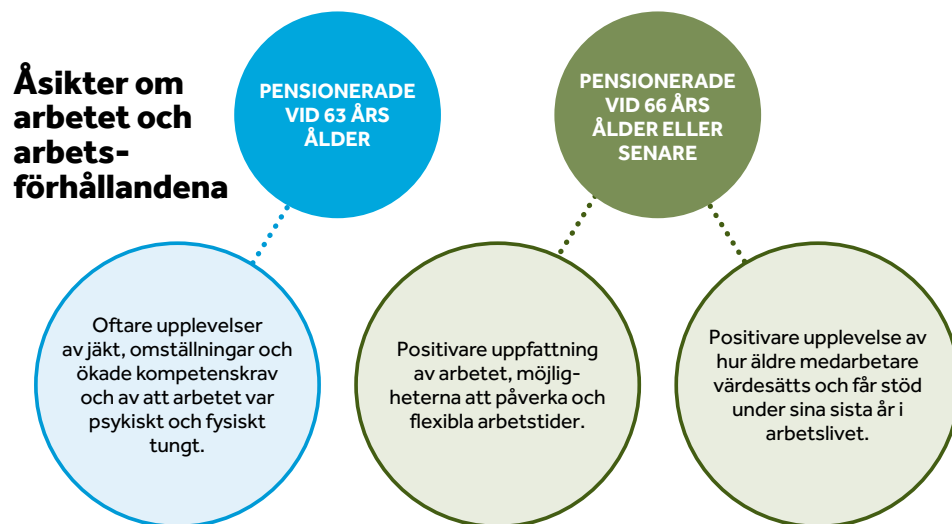 Åsikter om
arbetet och
arbets-
förhållandena
PENSIONERADE
VID 63 ÅRS
ÅLDER
PENSIONERADE
VID 66 ÅRS
ÅLDER ELLER
SENARE
Oftare upplevelser
av jäkt, omställningar och
ökade kompetenskrav
och av att arbetet var
psykiskt och fysiskt
tungt.
Positivare uppfattning
av arbetet, möjlig-
heterna att påverka och
flexibla arbetstider.
Positivare upplevelse av
hur äldre medarbetare
värdesätts och får stöd
under sina sista år i
arbetslivet.